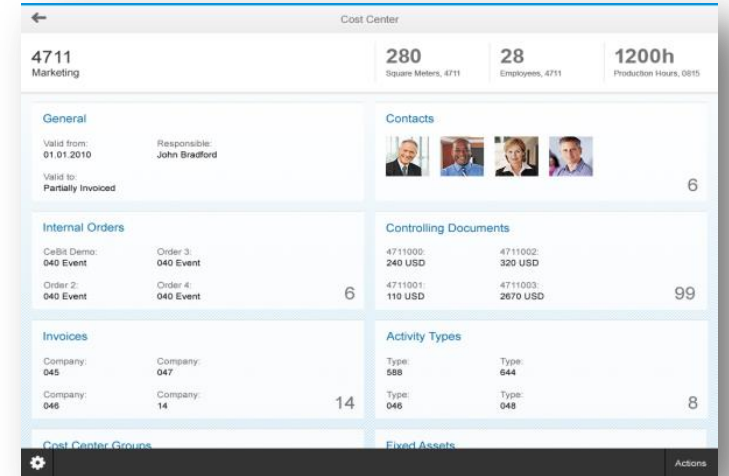 Cost Center
4711
Marketing
280
Square Meters, 4711
28
Employees, 4711
1200h
Production Hours, 0815
General
Valid from:
01.01.2010
Responsible:
John Bradford
Valid to:
Partially Invoiced
Contacts
6
Internal Orders
CeBit Demo:
040 Event
Order 3:
040 Event
Order 2:
040 Event
Order 4:
040 Event
6
Controlling Documents
4711000:
240 USD
4711002:
320 USD
4711001:
110 USD
4711003:
2670 USD
99
Invoices
Company:
045
Company:
047
Company:
046
Company:
14
14
Activity Types
Type:
588
Type:
644
Type:
046
Type:
048
8
Cost Center Groups
Fixed Assets
Actions